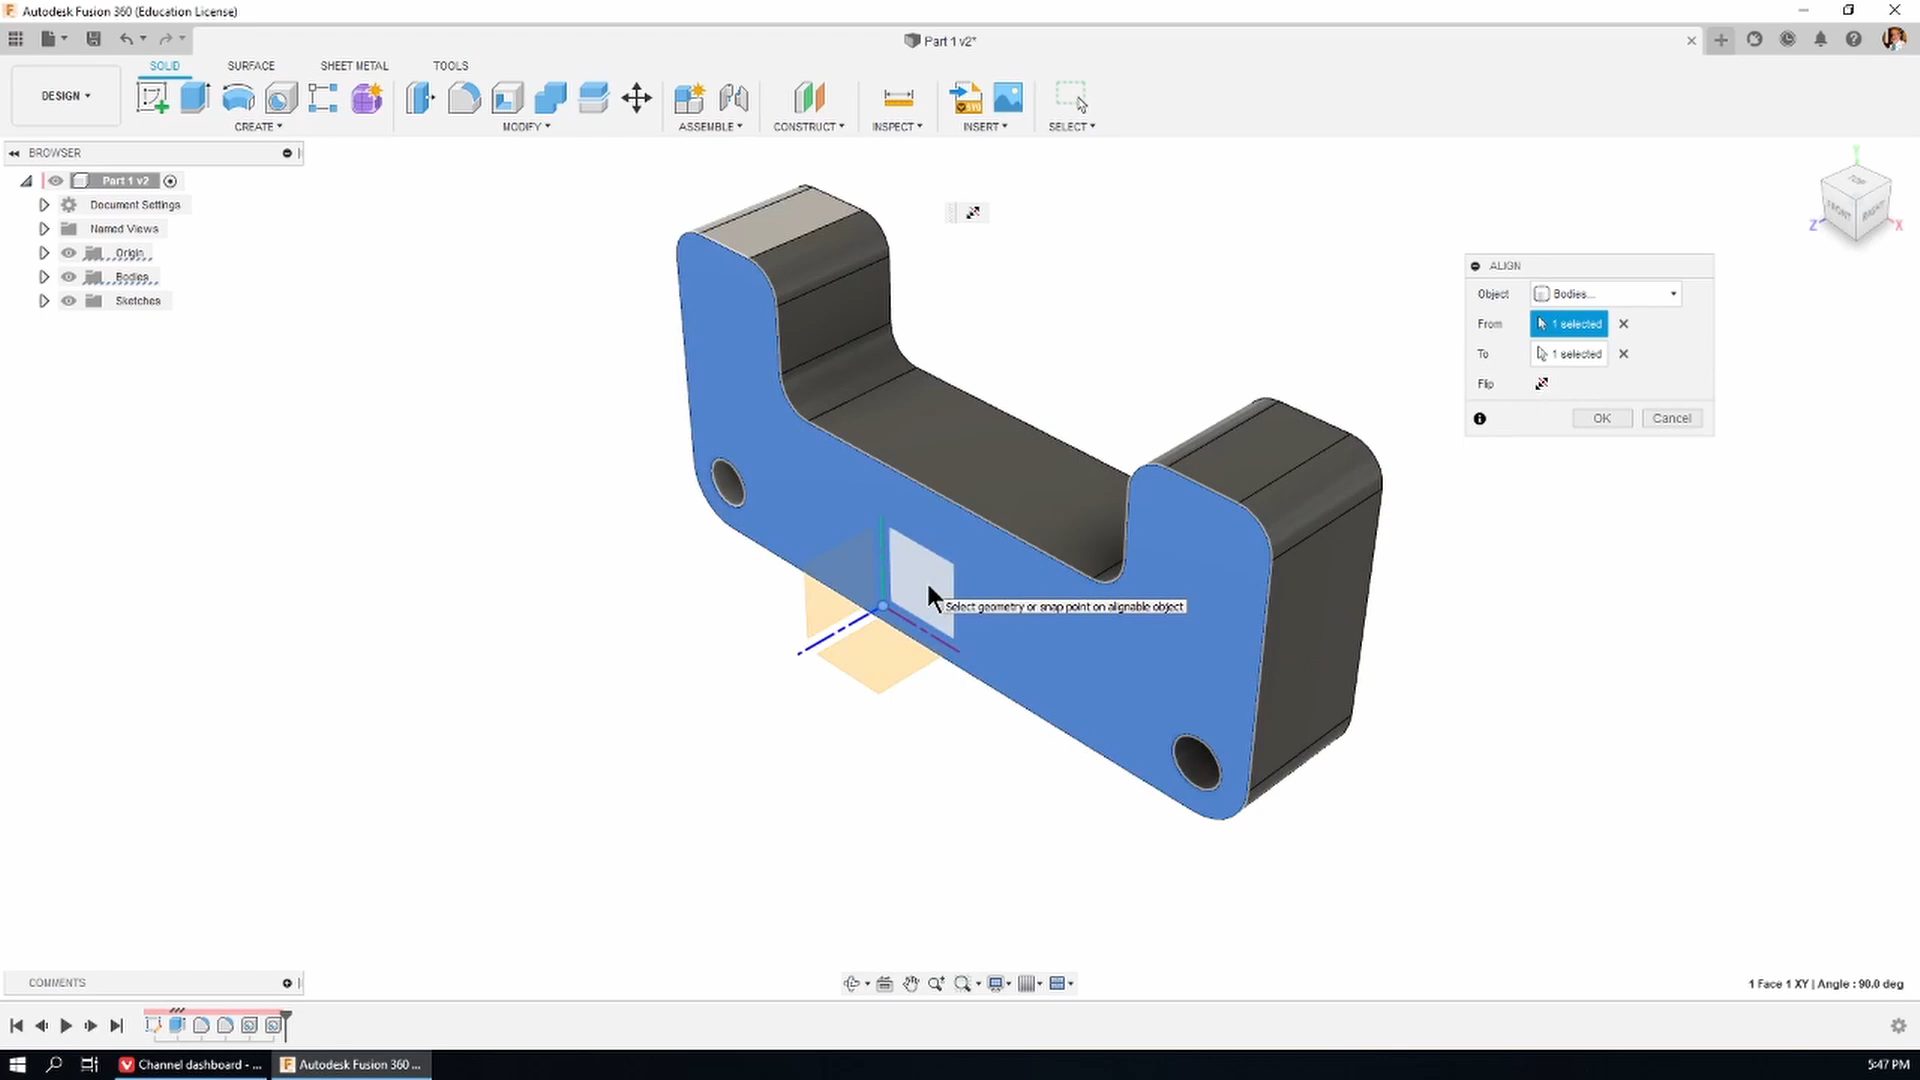 Autodesk Fusion 360 (Education License)
Part 1 v2*
DESIGN
SOLID
SURFACE
SHEET METAL
TOOLS
CREATE
MODIFY
ASSEMBLE
CONSTRUCT
INSPECT
INSERT
SELECT
BROWSER
Part 1 v2
Document Settings
Named Views
Origin
Bodies
Sketches
Y
TOP
FRONT
RIGHT
Z
X
ALIGN
Object
Bodies...
From
1 selected
To
1 selected
Flip
OK
Cancel
Select geometry or snap point on alignable object
COMMENTS
1 Face 1 XY | Angle : 90.0 deg
Channel dashboard - ...
Autodesk Fusion 360 ...
5:47 PM